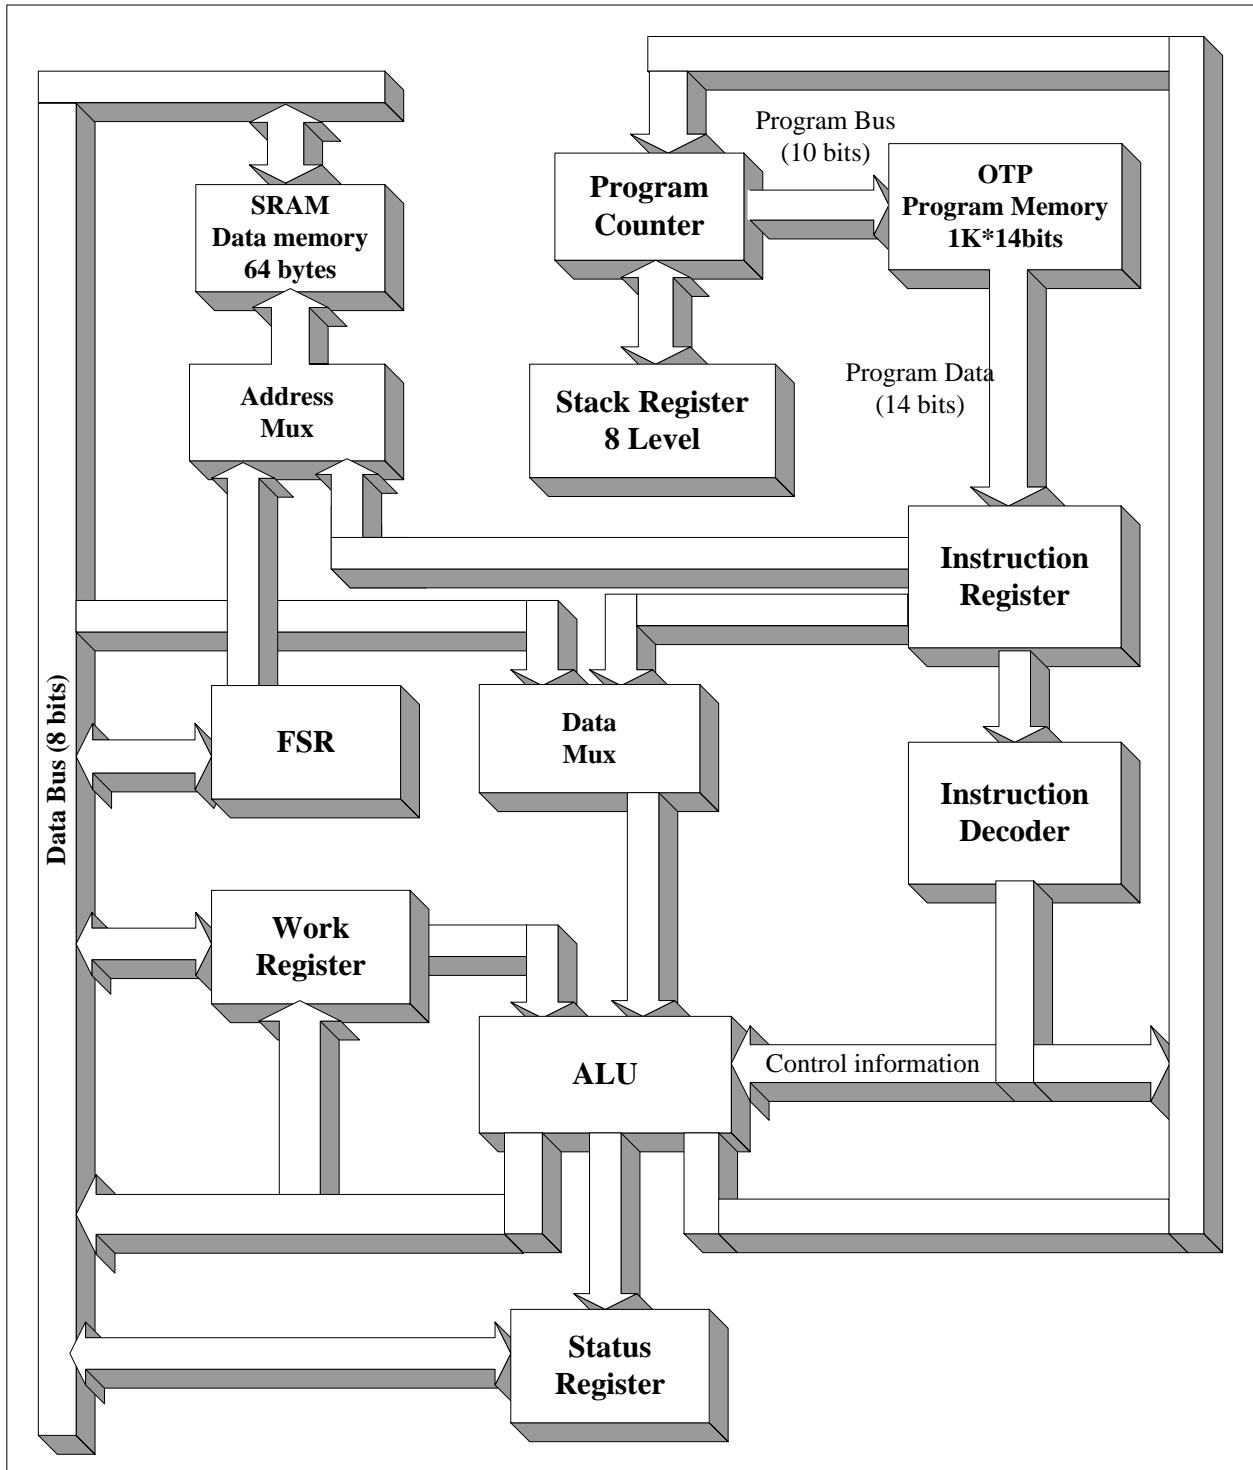 Program Bus
(10 bits)
SRAM
Data memory
64 bytes
Program
Counter
OTP
Program Memory
1K*14bits
Address
Mux
Stack Register
8 Level
Program Data
(14 bits)
Instruction
Register
Data Bus (8 bits)
FSR
Data
Mux
Instruction
Decoder
Work
Register
ALU
Control information
Status
Register